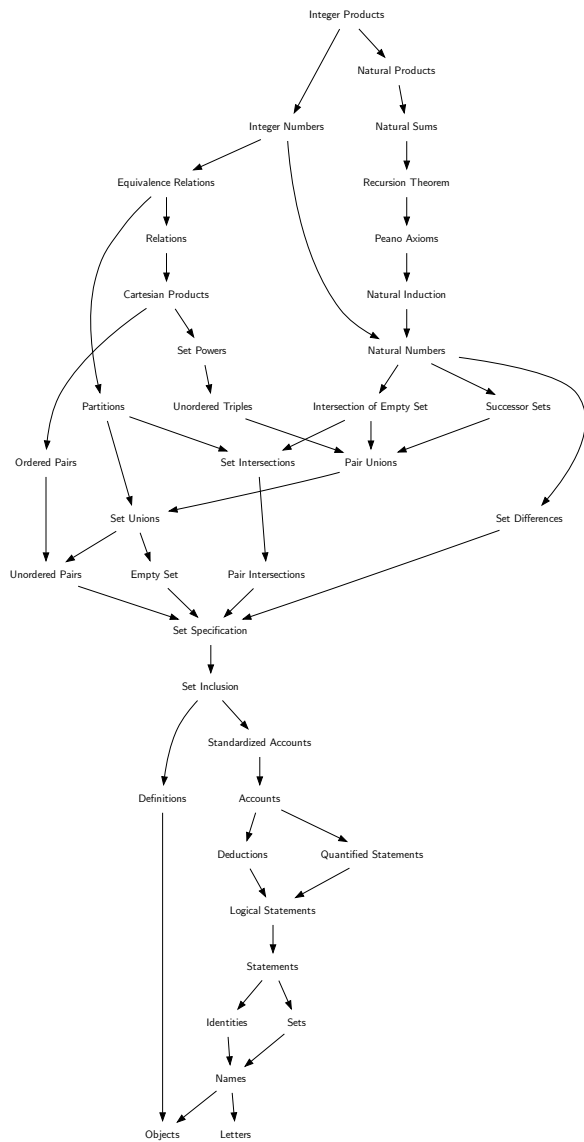 Integer Products
Natural Products
Integer Numbers
Natural Sums
Equivalence Relations
Recursion Theorem
Relations
Peano Axioms
Cartesian Products
Natural Induction
Set Powers
Natural Numbers
Partitions
Unordered Triples
Intersection of Empty Set
Successor Sets
Ordered Pairs
Set Intersections
Pair Unions
Set Unions
Set Differences
Unordered Pairs
Empty Set
Pair Intersections
Set Specification
Set Inclusion
Standardized Accounts
Definitions
Accounts
Deductions
Quantified Statements
Logical Statements
Statements
Identities
Sets
Names
Objects
Letters